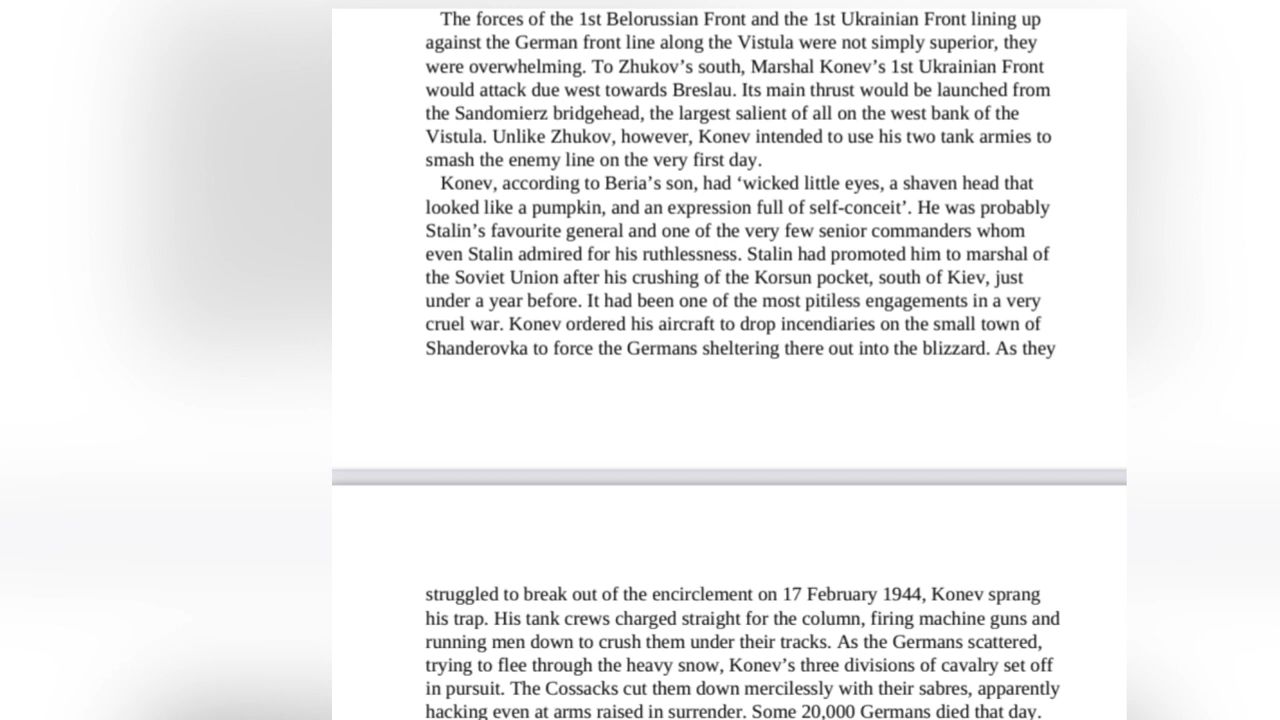 The forces of the 1st Belorussian Front and the 1st Ukrainian Front lining up
against the German front line along the Vistula were not simply superior, they
were overwhelming. To Zhukov’s south, Marshal Konev’s 1st Ukrainian Front
would attack due west towards Breslau. Its main thrust would be launched from
the Sandomierz bridgehead, the largest salient of all on the west bank of the
Vistula. Unlike Zhukov, however, Konev intended to use his two tank armies to
smash the enemy line on the very first day.
Konev, according to Beria’s son, had ‘wicked little eyes, a shaven head that
looked like a pumpkin, and an expression full of self-conceit’. He was probably
Stalin’s favourite general and one of the very few senior commanders whom
even Stalin admired for his ruthlessness. Stalin had promoted him to marshal of
the Soviet Union after his crushing of the Korsun pocket, south of Kiev, just
under a year before. It had been one of the most pitiless engagements in a very
cruel war. Konev ordered his aircraft to drop incendiaries on the small town of
Shanderovka to force the Germans sheltering there out into the blizzard. As they
struggled to break out of the encirclement on 17 February 1944, Konev sprang
his trap. His tank crews charged straight for the column, firing machine guns and
running men down to crush them under their tracks. As the Germans scattered,
trying to flee through the heavy snow, Konev’s three divisions of cavalry set off
in pursuit. The Cossacks cut them down mercilessly with their sabres, apparently
hacking even at arms raised in surrender. Some 20,000 Germans died that day.